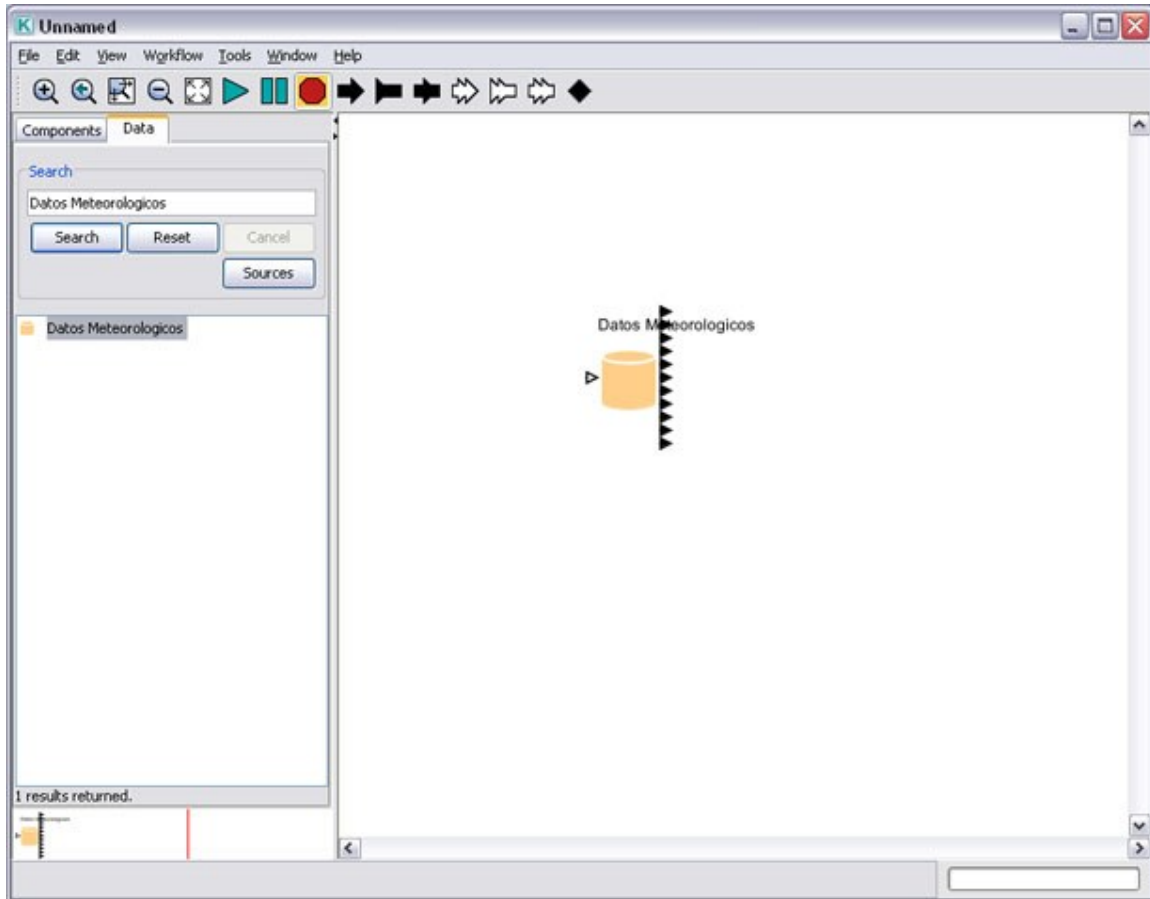 Unnamed
File Edit View Workflow Tools Window Help
Components Data
Search
Datos Meteorologicos
Search Reset Cancel
Sources
Datos Meteorologicos
Datos Meteorologicos
1 results returned.